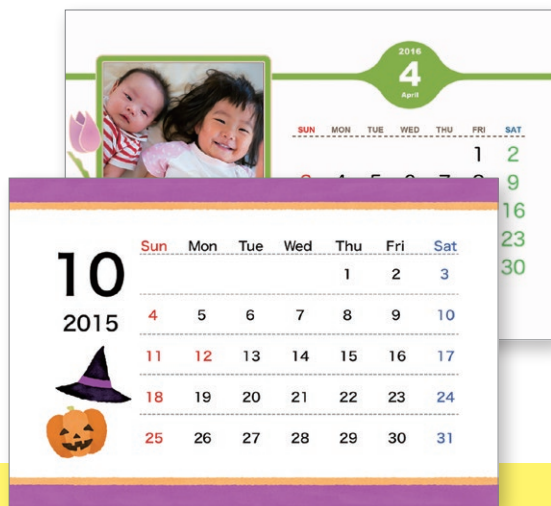 2016
4
April
SUN MON TUE WED THU FRI SAT
1 2
9
16
23
30
10
2015
Sun Mon Tue Wed Thu Fri Sat
1 2 3
4 5 6 7 8 9 10
11 12 13 14 15 16 17
18 19 20 21 22 23 24
25 26 27 28 29 30 31